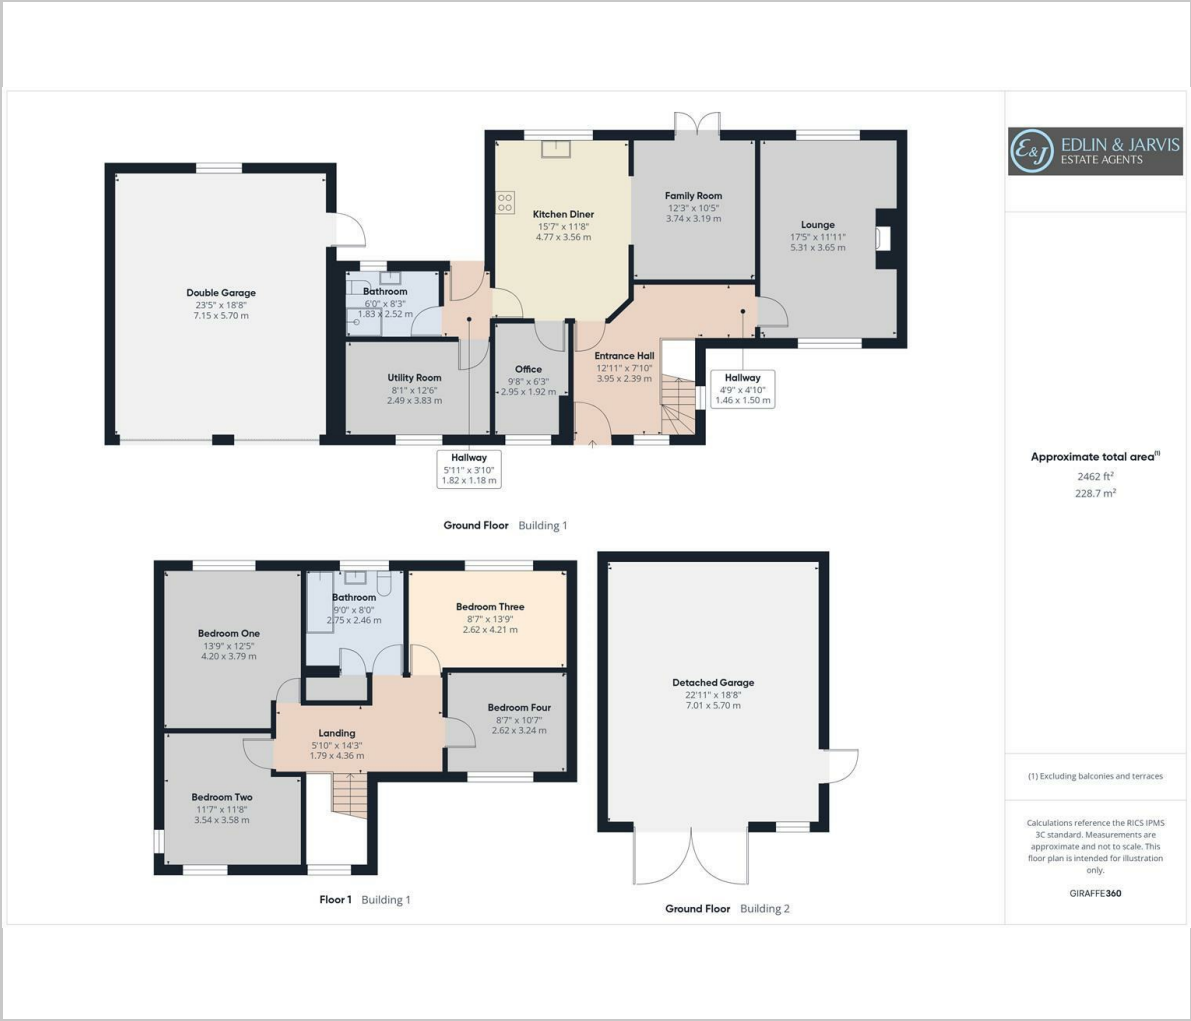 E&J
EDLIN & JARVIS
ESTATE AGENTS
Double Garage
23'5" x 18'8"
7.15 x 5.70 m
Bathroom
6'0" x 8'3"
1.83 x 2.52 m
Utility Room
8'1" x 12'6"
2.49 x 3.83 m
Hallway
5'11" x 3'10"
1.82 x 1.18 m
Kitchen Diner
15'7" x 11'8"
4.77 x 3.56 m
Office
9'8" x 6'3"
2.95 x 1.92 m
Family Room
12'3" x 10'5"
3.74 x 3.19 m
Entrance Hall
12'11" x 7'10"
3.95 x 2.39 m
Lounge
17'5" x 11'11"
5.31 x 3.65 m
Hallway
4'9" x 4'10"
1.46 x 1.50 m
Ground Floor Building 1
Bedroom One
13'9" x 12'5"
4.20 x 3.79 m
Bathroom
9'0" x 8'0"
2.75 x 2.46 m
Bedroom Three
8'7" x 13'9"
2.62 x 4.21 m
Bedroom Four
8'7" x 10'7"
2.62 x 3.24 m
Landing
5'10" x 14'3"
1.79 x 4.36 m
Bedroom Two
11'7" x 11'8"
3.54 x 3.58 m
Floor 1 Building 1
Detached Garage
22'11" x 18'8"
7.01 x 5.70 m
Ground Floor Building 2
Approximate total area(1)
2462 ft²
228.7 m²
(1) Excluding balconies and terraces
Calculations reference the RICS IPMS
3C standard. Measurements are
approximate and not to scale. This
floor plan is intended for illustration
only.
GIRAFFE360